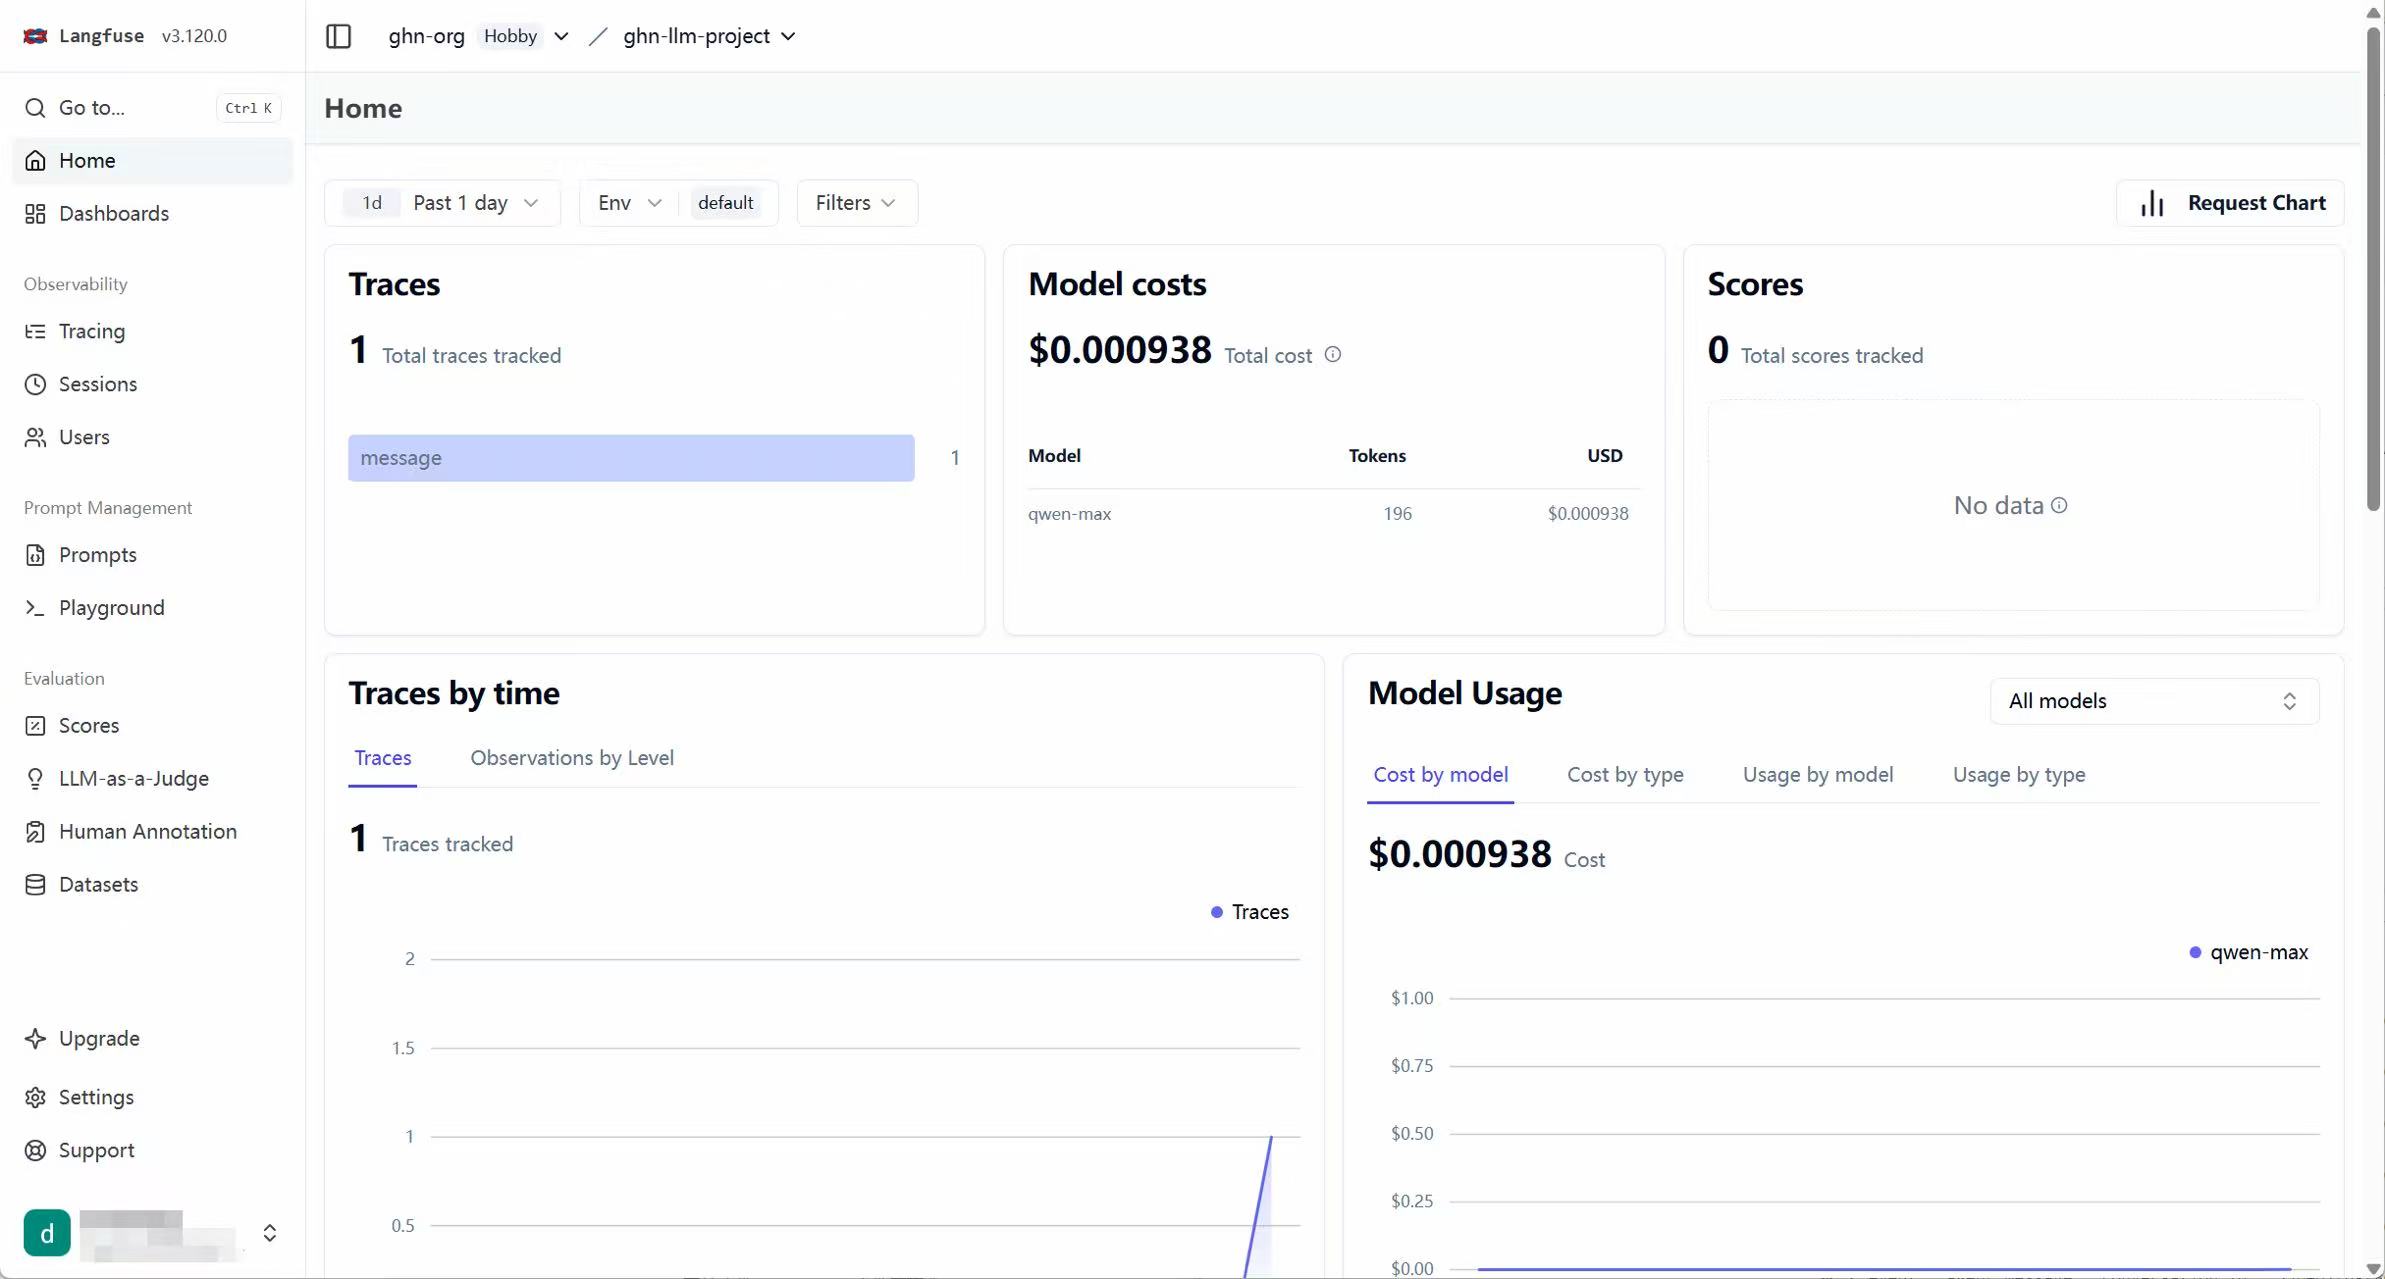 Langfuse v3.120.0
Go to... Ctrl K
Home
Dashboards
Observability
Tracing
Sessions
Users
Prompt Management
Prompts
Playground
Evaluation
Scores
LLM-as-a-Judge
Human Annotation
Datasets
Upgrade
Settings
Support
d
ghn-org Hobby / ghn-llm-project
Home
1d Past 1 day Env default Filters Request Chart
Traces
1 Total traces tracked
message 1
Model costs
$0.000938 Total cost
Model Tokens USD
qwen-max 196 $0.000938
Scores
0 Total scores tracked
No data
Traces by time
Traces Observations by Level
1 Traces tracked
Traces
2
1.5
1
0.5
Model Usage
All models
Cost by model Cost by type Usage by model Usage by type
$0.000938 Cost
qwen-max
$1.00
$0.75
$0.50
$0.25
$0.00